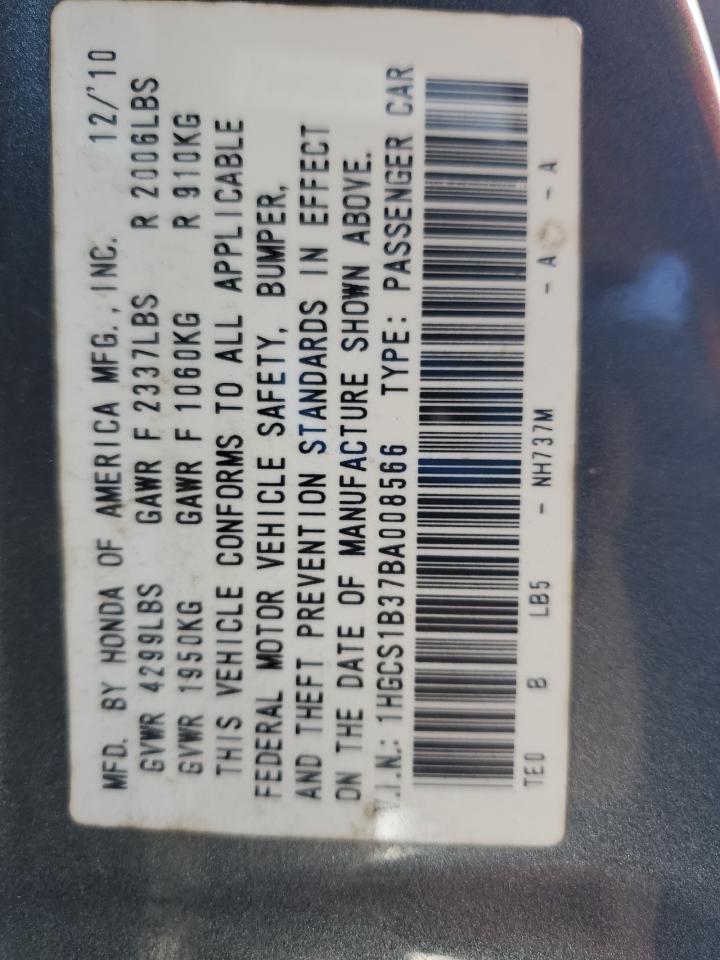 MFD. BY HONDA OF AMERICA MFG., INC. 12/'10
GVWR 4299LBS GAWR F 2337LBS R 2006LBS
GVWR 1950KG GAWR F 1060KG R 910KG
THIS VEHICLE CONFORMS TO ALL APPLICABLE
FEDERAL MOTOR VEHICLE SAFETY, BUMPER,
AND THEFT PREVENTION STANDARDS IN EFFECT
ON THE DATE OF MANUFACTURE SHOWN ABOVE.
V.I.N.: 1HGCS1B37BA008566 TYPE: PASSENGER CAR
TE0 B LB5 - NH737M - A - A